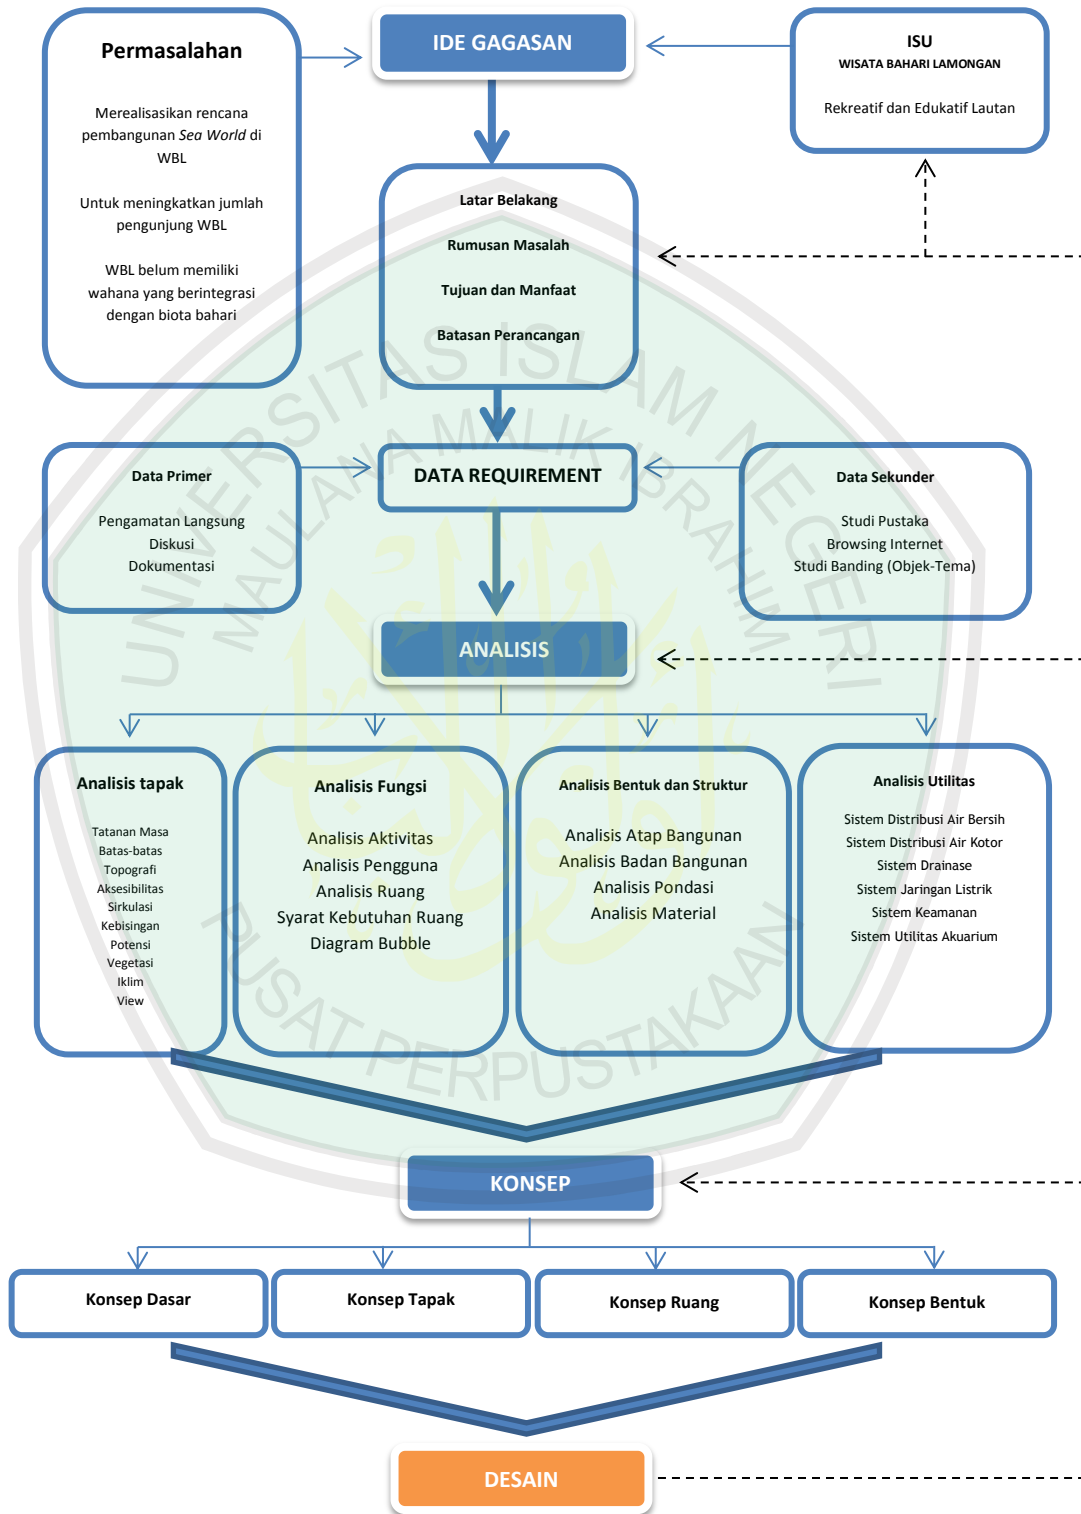 Permasalahan
Merealisasikan rencana
pembangunan Sea World di
WBL
Untuk meningkatkan jumlah
pengunjung WBL
WBL belum memiliki
wahana yang berintegrasi
dengan biota bahari
IDE GAGASAN
ISU
WISATA BAHARI LAMONGAN
Rekreatif dan Edukatif Lautan
Latar Belakang
Rumusan Masalah
Tujuan dan Manfaat
Batasan Perancangan
Data Primer
Pengamatan Langsung
Diskusi
Dokumentasi
DATA REQUIREMENT
Data Sekunder
Studi Pustaka
Browsing Internet
Studi Banding (Objek-Tema)
ANALISIS
Analisis tapak
Tatanan Masa
Batas-batas
Topografi
Aksesibilitas
Sirkulasi
Kebisingan
Potensi
Vegetasi
Iklim
View
Analisis Fungsi
Analisis Aktivitas
Analisis Pengguna
Analisis Ruang
Syarat Kebutuhan Ruang
Diagram Bubble
Analisis Bentuk dan Struktur
Analisis Atap Bangunan
Analisis Badan Bangunan
Analisis Pondasi
Analisis Material
Analisis Utilitas
Sistem Distribusi Air Bersih
Sistem Distribusi Air Kotor
Sistem Drainase
Sistem Jaringan Listrik
Sistem Keamanan
Sistem Utilitas Akuarium
KONSEP
Konsep Dasar
Konsep Tapak
Konsep Ruang
Konsep Bentuk
DESAIN
UNIVERSITAS ISLAM NEGERI
MAULANA MALIK IBRAHIM
PUSAT PERPUSTAKAAN